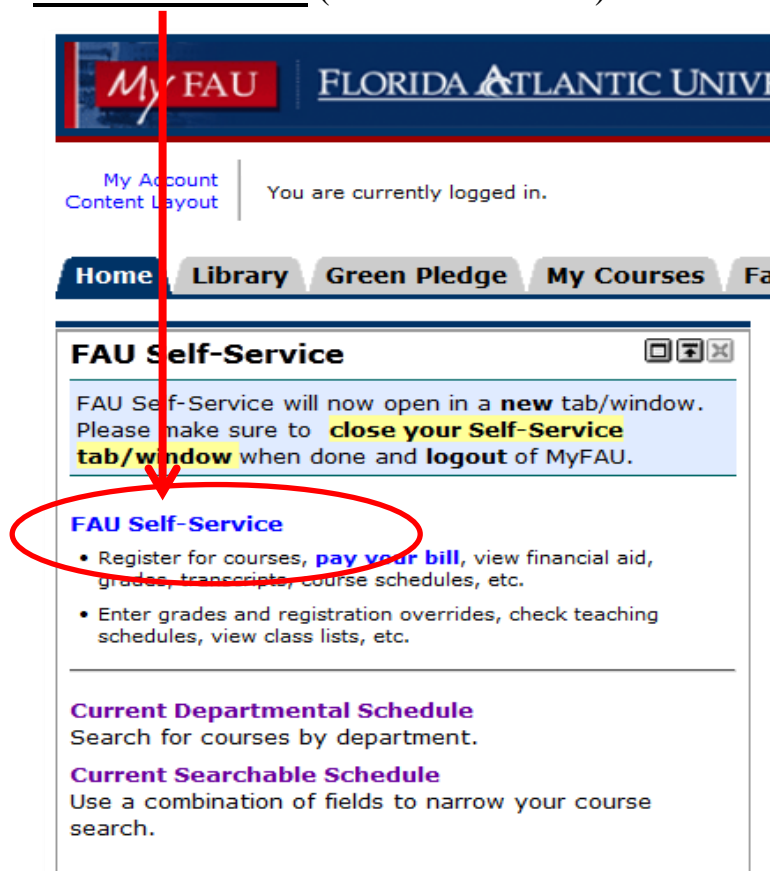 My FAU FLORIDA ATLANTIC
My Account
Content Layout
You are currently logged in.
Home Library Green Pledge My Courses
FAU Self-Service
FAU Self-Service will now open in a new tab/window.
Please make sure to close your Self-Service
tab/window when done and logout of MyFAU.
FAU Self-Service
• Register for courses, pay your bill, view financial aid,
grades, transcripts, course schedules, etc.
• Enter grades and registration overrides, check teaching
schedules, view class lists, etc.
Current Departmental Schedule
Search for courses by department.
Current Searchable Schedule
Use a combination of fields to narrow your course
search.